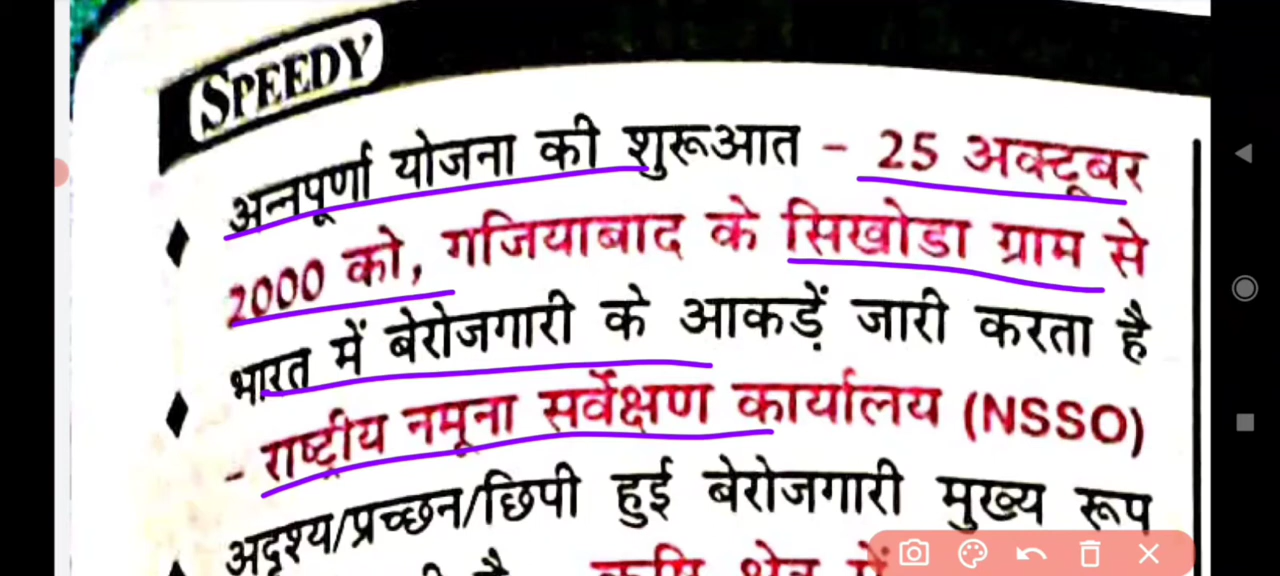 SPEEDY
अन्नपूर्णा योजना की शुरूआत - 25 अक्टूबर
2000 को, गजियाबाद के सिखोडा ग्राम से
भारत में बेरोजगारी के आकड़ें जारी करता है
- राष्ट्रीय नमूना सर्वेक्षण कार्यालय (NSSO)
अदृश्य/प्रच्छन/छिपी हुई बेरोजगारी मुख्य रूप